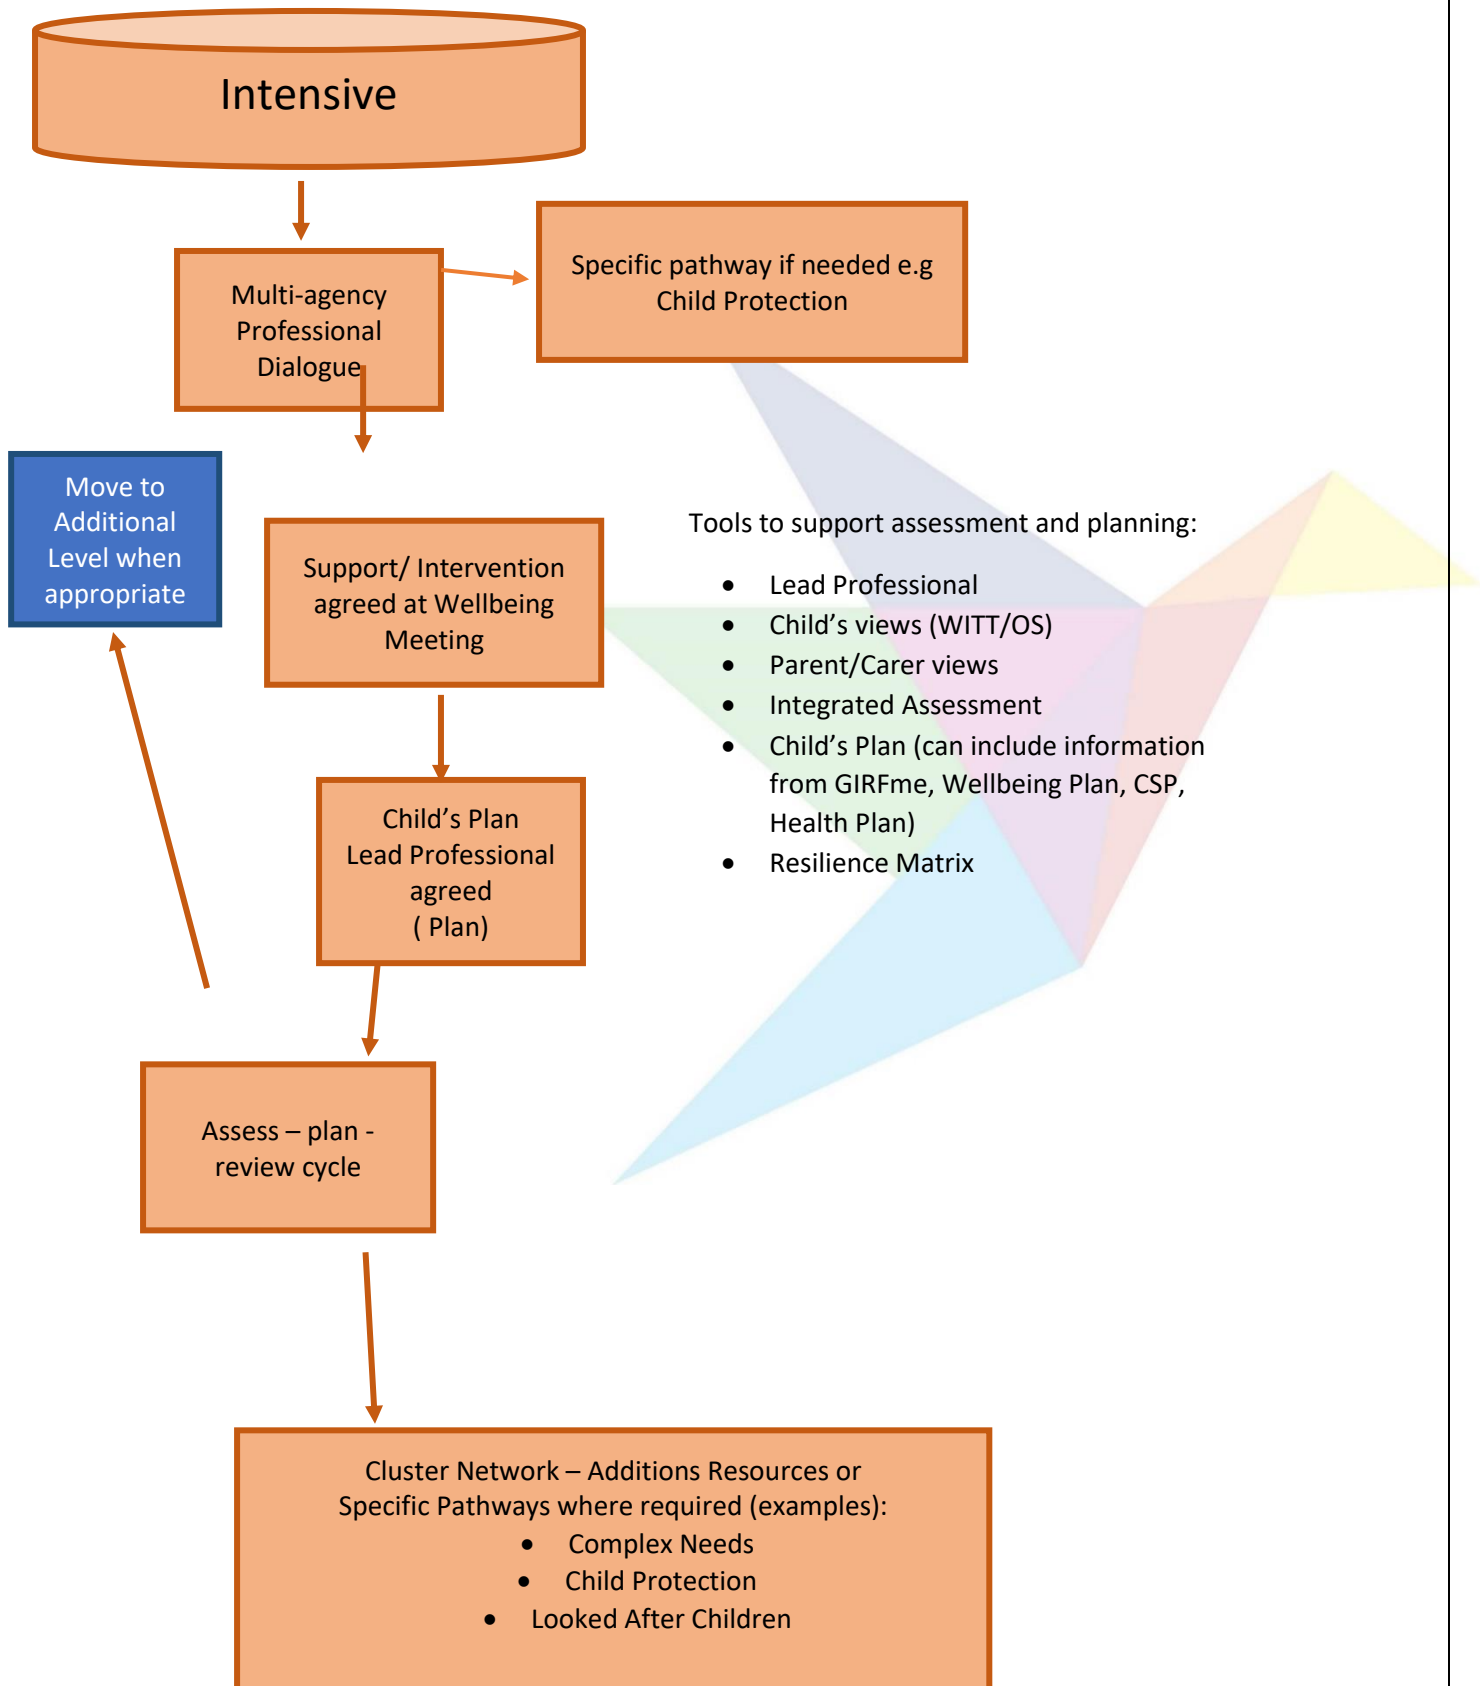 Intensive
Multi-agency
Professional
Dialogue
Specific pathway if needed e.g
Child Protection
Move to
Additional
Level when
appropriate
Support/ Intervention
agreed at Wellbeing
Meeting
Tools to support assessment and planning:
• Lead Professional
• Child’s views (WITT/OS)
• Parent/Carer views
• Integrated Assessment
• Child’s Plan (can include information
from GIRFme, Wellbeing Plan, CSP,
Health Plan)
• Resilience Matrix
Child’s Plan
Lead Professional
agreed
( Plan)
Assess – plan -
review cycle
Cluster Network – Additions Resources or
Specific Pathways where required (examples):
• Complex Needs
• Child Protection
• Looked After Children